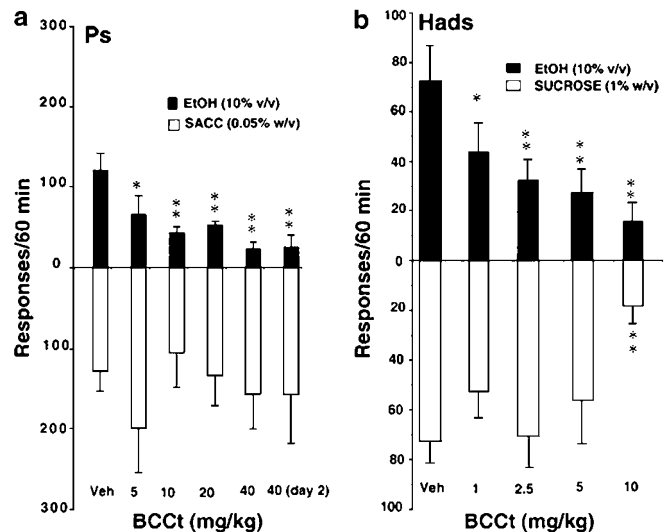 a
Ps
EtOH (10% v/v)
SACC (0.05% w/v)
Responses/60 min
300
200
100
0
100
200
300
*
**
**
**
**
Veh 5 10 20 40 40 (day 2)
BCCt (mg/kg)
b
Hads
EtOH (10% v/v)
SUCROSE (1% w/v)
Responses/60 min
80
60
40
20
0
20
40
60
80
*
**
**
**
**
Veh 1 2.5 5 10
BCCt (mg/kg)